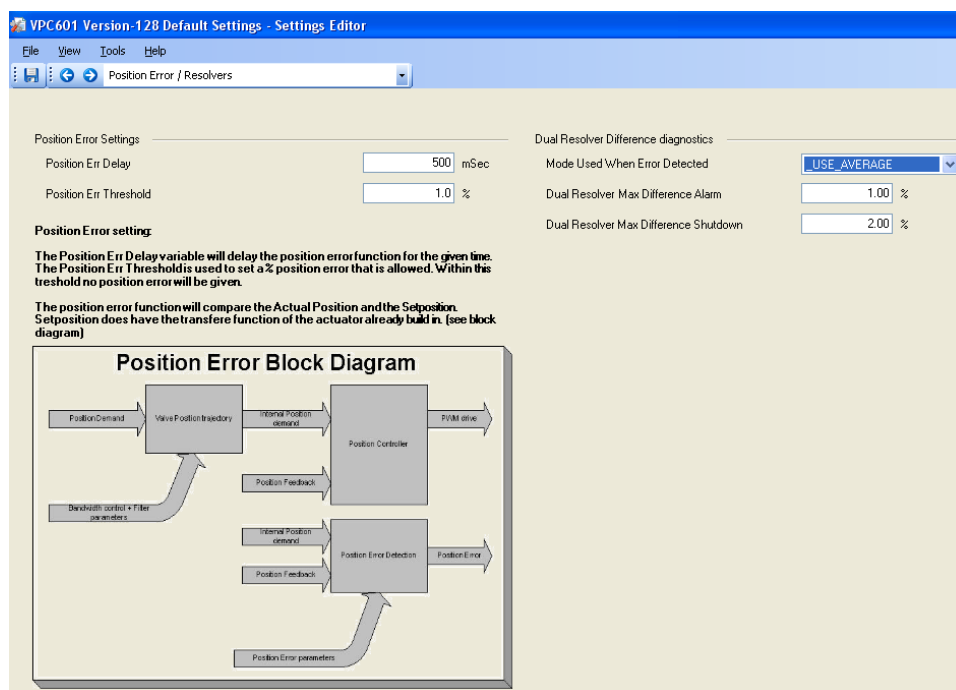 VPC601 Version-128 Default Settings - Settings Editor
File View Tools Help
Position Error / Resolvers
Position Error Settings
Position Err Delay 500 mSec
Position Err Threshold 1.0 %
Position Error setting:
The Position Err Delay variable will delay the position error function for the given time.
The Position Err Threshold is used to set a % position error that is allowed. Within this
treshold no position error will be given.
The position error function will compare the Actual Position and the Setposition.
Setposition does have the transfere function of the actuator already build in. (see block
diagram)
Dual Resolver Difference diagnostics
Mode Used When Error Detected _USE_AVERAGE
Dual Resolver Max Difference Alarm 1.00 %
Dual Resolver Max Difference Shutdown 2.00 %
Position Error Block Diagram
Position Demand
Valve Postion trajectory
Internal Position
demand
Position Controller
PWM drive
Position Feedback
Bandwidth control + Filter
parameters
Internal Position
demand
Position Error Detection
Position Error
Position Feedback
Position Error parameters